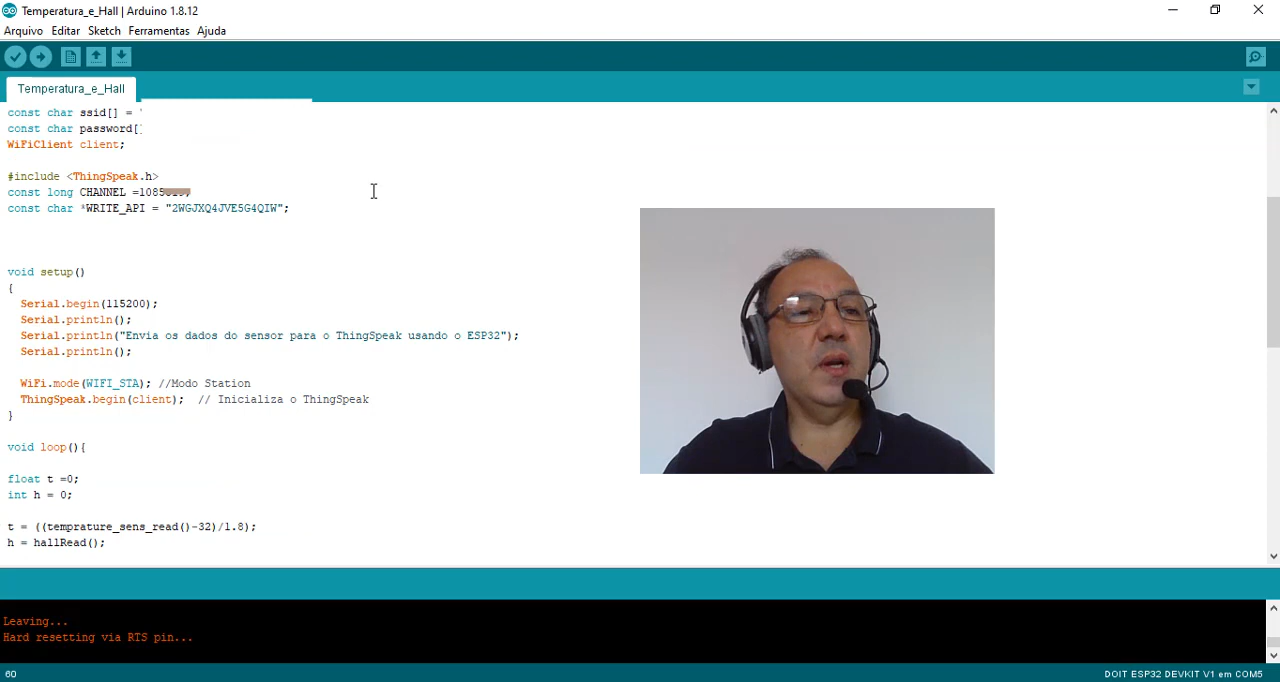 Temperatura_e_Hall | Arduino 1.8.12
Arquivo Editar Sketch Ferramentas Ajuda
Temperatura_e_Hall
const char ssid[] = "
const char password[]
WiFiClient client;
#include <ThingSpeak.h>
const long CHANNEL =1085
const char *WRITE_API = "2WGJXQ4JVE5G4QIW";
void setup()
{
Serial.begin(115200);
Serial.println();
Serial.println("Envia os dados do sensor para o ThingSpeak usando o ESP32");
Serial.println();
WiFi.mode(WIFI_STA); //Modo Station
ThingSpeak.begin(client); // Inicializa o ThingSpeak
}
void loop(){
float t =0;
int h = 0;
t = ((temprature_sens_read()-32)/1.8);
h = hallRead();
Leaving...
Hard resetting via RTS pin...
60
DOIT ESP32 DEVKIT V1 em COM5